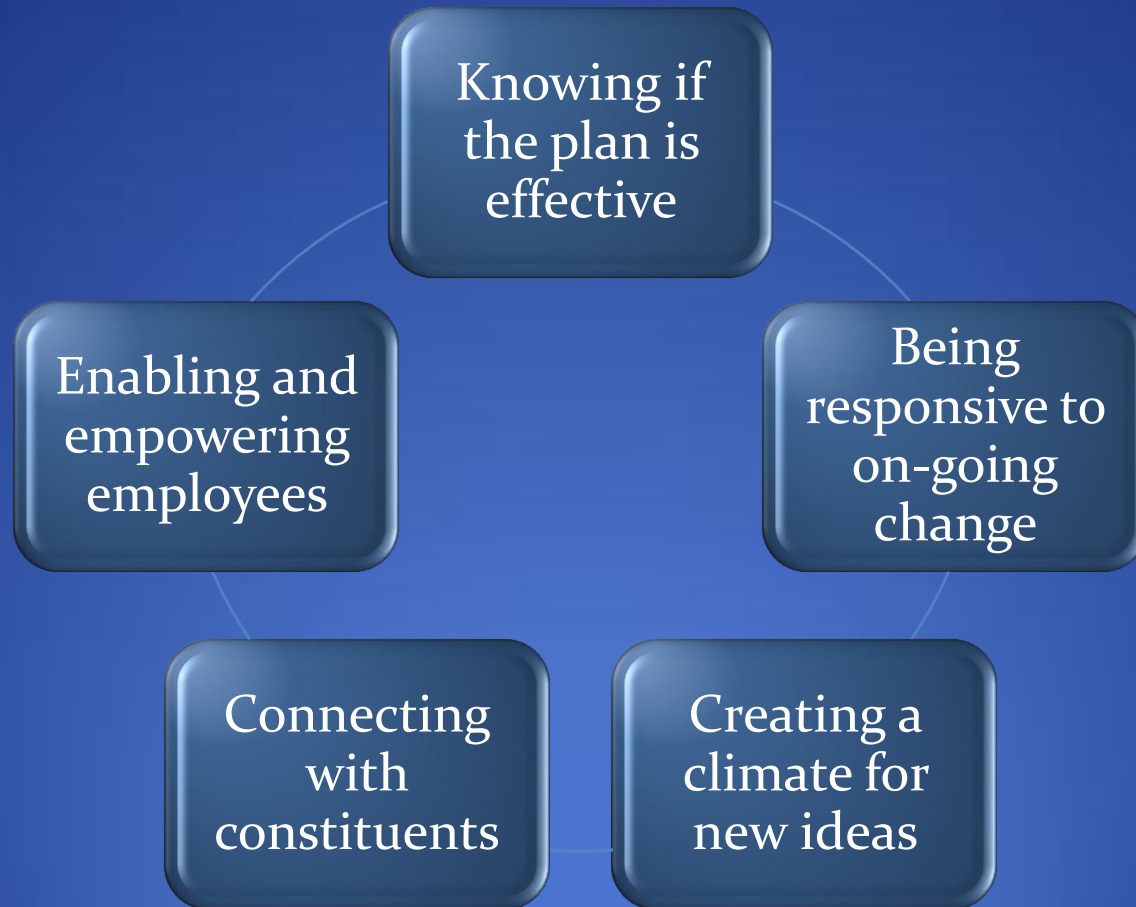 Knowing if
the plan is
effective
Being
responsive to
on-going
change
Creating a
climate for
new ideas
Connecting
with
constituents
Enabling and
empowering
employees